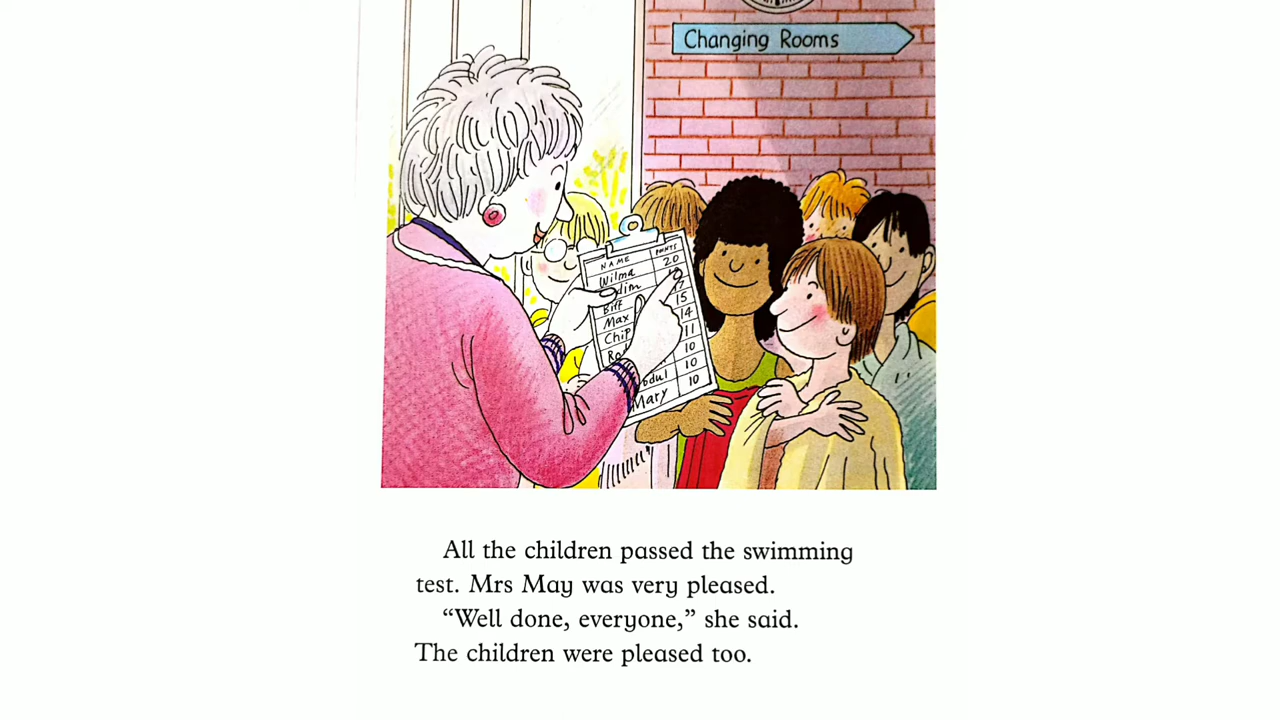 Changing Rooms
NAME POINTS
Wilma 20
Biff 15
Max 14
Chip 11
10
10
Mary 10
All the children passed the swimming
test. Mrs May was very pleased.
“Well done, everyone,” she said.
The children were pleased too.